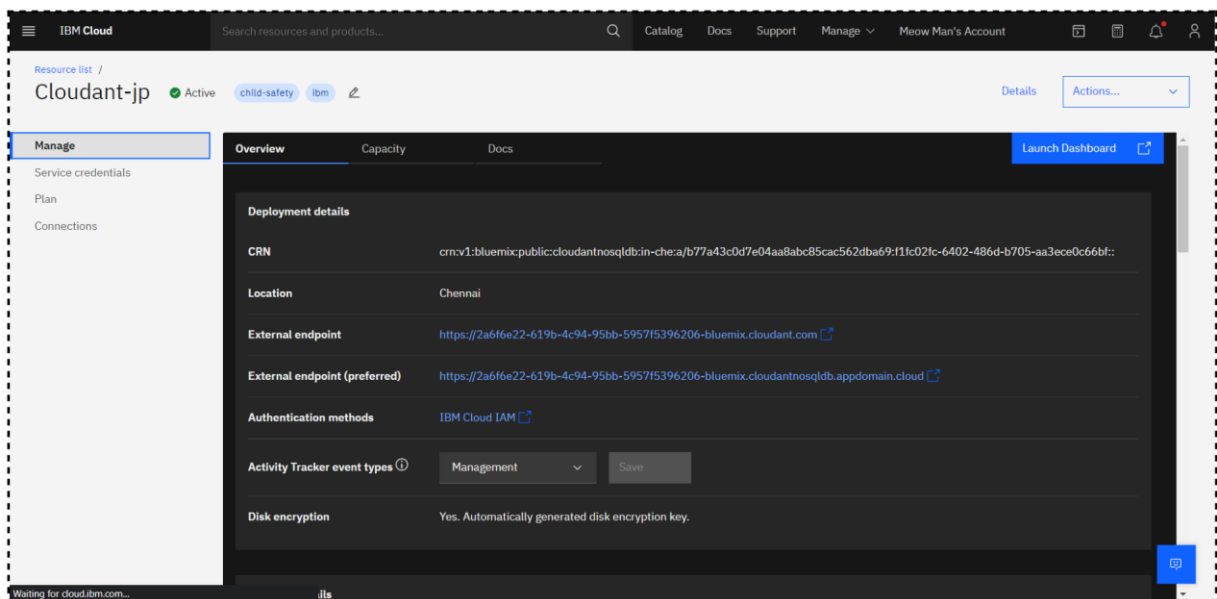 IBM Cloud Search resources and products... Catalog Docs Support Manage Meow Man's Account
Resource list /
Cloudant-jp Active child-safety ibm Details Actions...
Manage
Service credentials
Plan
Connections
Overview Capacity Docs Launch Dashboard
Deployment details
CRN crn:v1:bluemix:public:cloudantnosqldb:in-che:a/b77a43c0d7e04aa8abc85cac562dba69:f1fc02fc-6402-486d-b705-aa3ece0c66bf::
Location Chennai
External endpoint https://2a6f6e22-619b-4c94-95bb-5957f5396206-bluemix.cloudant.com
External endpoint (preferred) https://2a6f6e22-619b-4c94-95bb-5957f5396206-bluemix.cloudantnosqldb.appdomain.cloud
Authentication methods IBM Cloud IAM
Activity Tracker event types Management Save
Disk encryption Yes. Automatically generated disk encryption key.
Waiting for cloud.ibm.com... ils